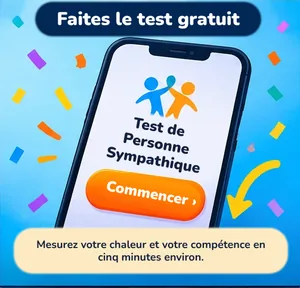 Faites le test gratuit
Test de
Personne
Sympathique
Commencer ›
Mesurez votre chaleur et votre compétence en
cinq minutes environ.